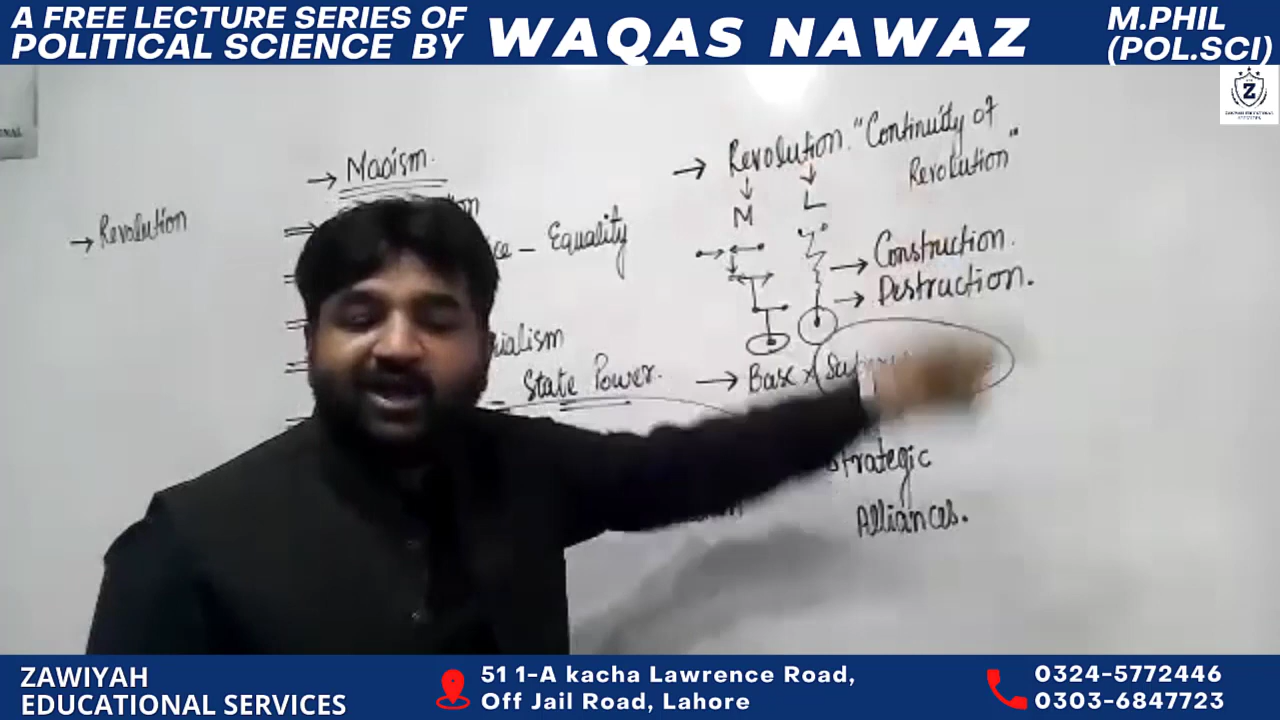 A FREE LECTURE SERIES OF
POLITICAL SCIENCE BY
WAQAS NAWAZ
M.PHIL
(POL.SCI)
Z
→ Maoism.
→ Revolution
Equality
State Power.
→ Revolution. "Continuity of
Revolution"
M L
→ Construction.
→ Destruction.
→ Base
Strategic
Alliances.
ZAWIYAH
EDUCATIONAL SERVICES
51 1-A kacha Lawrence Road,
Off Jail Road, Lahore
0324-5772446
0303-6847723